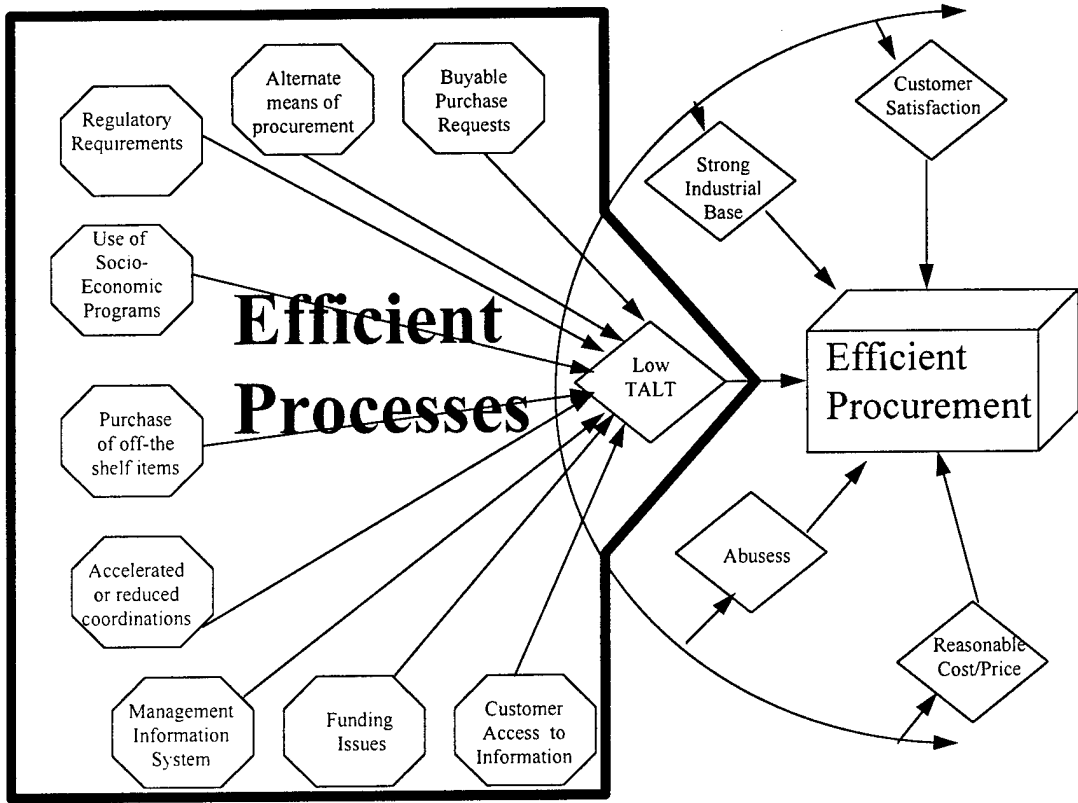 Alternate
means of
procurement
Buyable
Purchase
Requests
Customer
Satisfaction
Regulatory
Requirements
Strong
Industrial
Base
Use of
Socio-
Economic
Programs
Efficient
Processes
Low
TALT
Efficient
Procurement
Purchase
of off-the
shelf items
Abusess
Accelerated
or reduced
coordinations
Reasonable
Cost/Price
Management
Information
System
Funding
Issues
Customer
Access to
Information